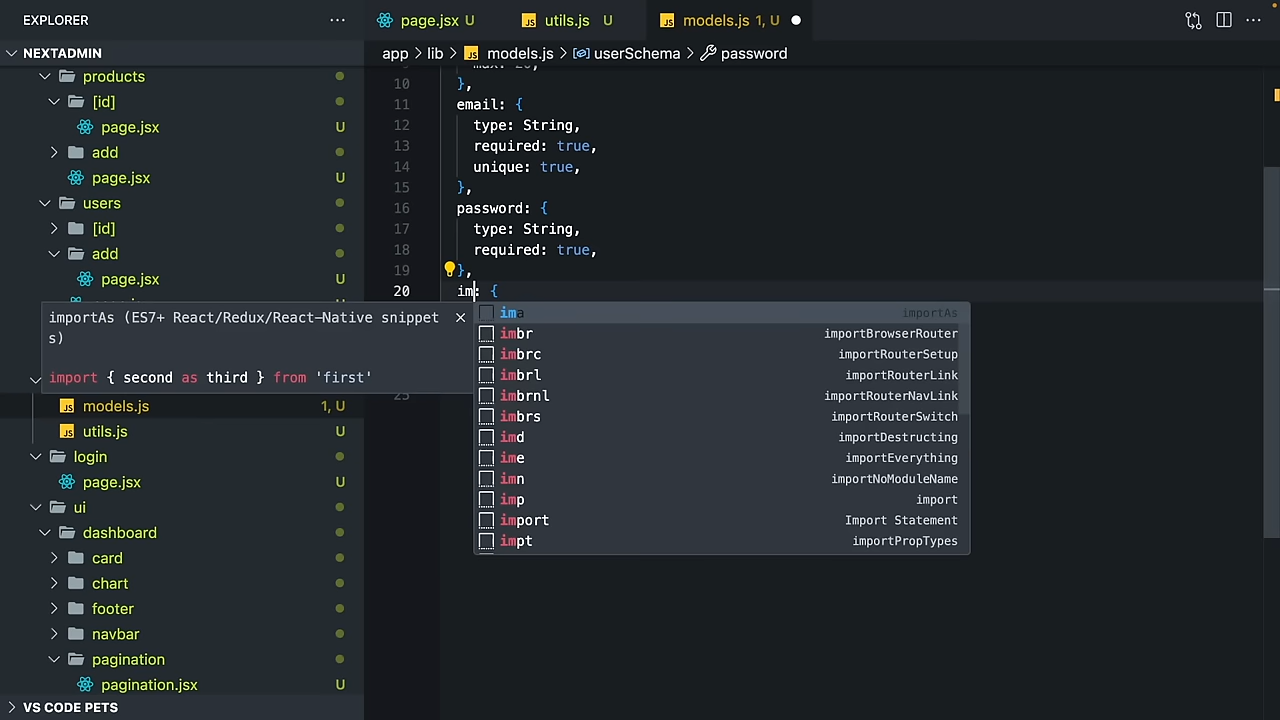 EXPLORER
NEXTADMIN
products
[id]
page.jsx U
add
page.jsx U
users
[id]
add
page.jsx U
importAs (ES7+ React/Redux/React-Native snippet
s)
import { second as third } from 'first'
models.js 1, U
utils.js U
login
page.jsx U
ui
dashboard
card
chart
footer
navbar
pagination
pagination.jsx U
VS CODE PETS
page.jsx U utils.js U models.js 1, U
app > lib > models.js > userSchema > password
10 },
11 email: {
12 type: String,
13 required: true,
14 unique: true,
15 },
16 password: {
17 type: String,
18 required: true,
19 },
20 im: {
ima importAs
imbr importBrowserRouter
imbrc importRouterSetup
imbrl importRouterLink
imbrnl importRouterNavLink
imbrs importRouterSwitch
imd importDestructing
ime importEverything
imn importNoModuleName
imp import
import Import Statement
impt importPropTypes